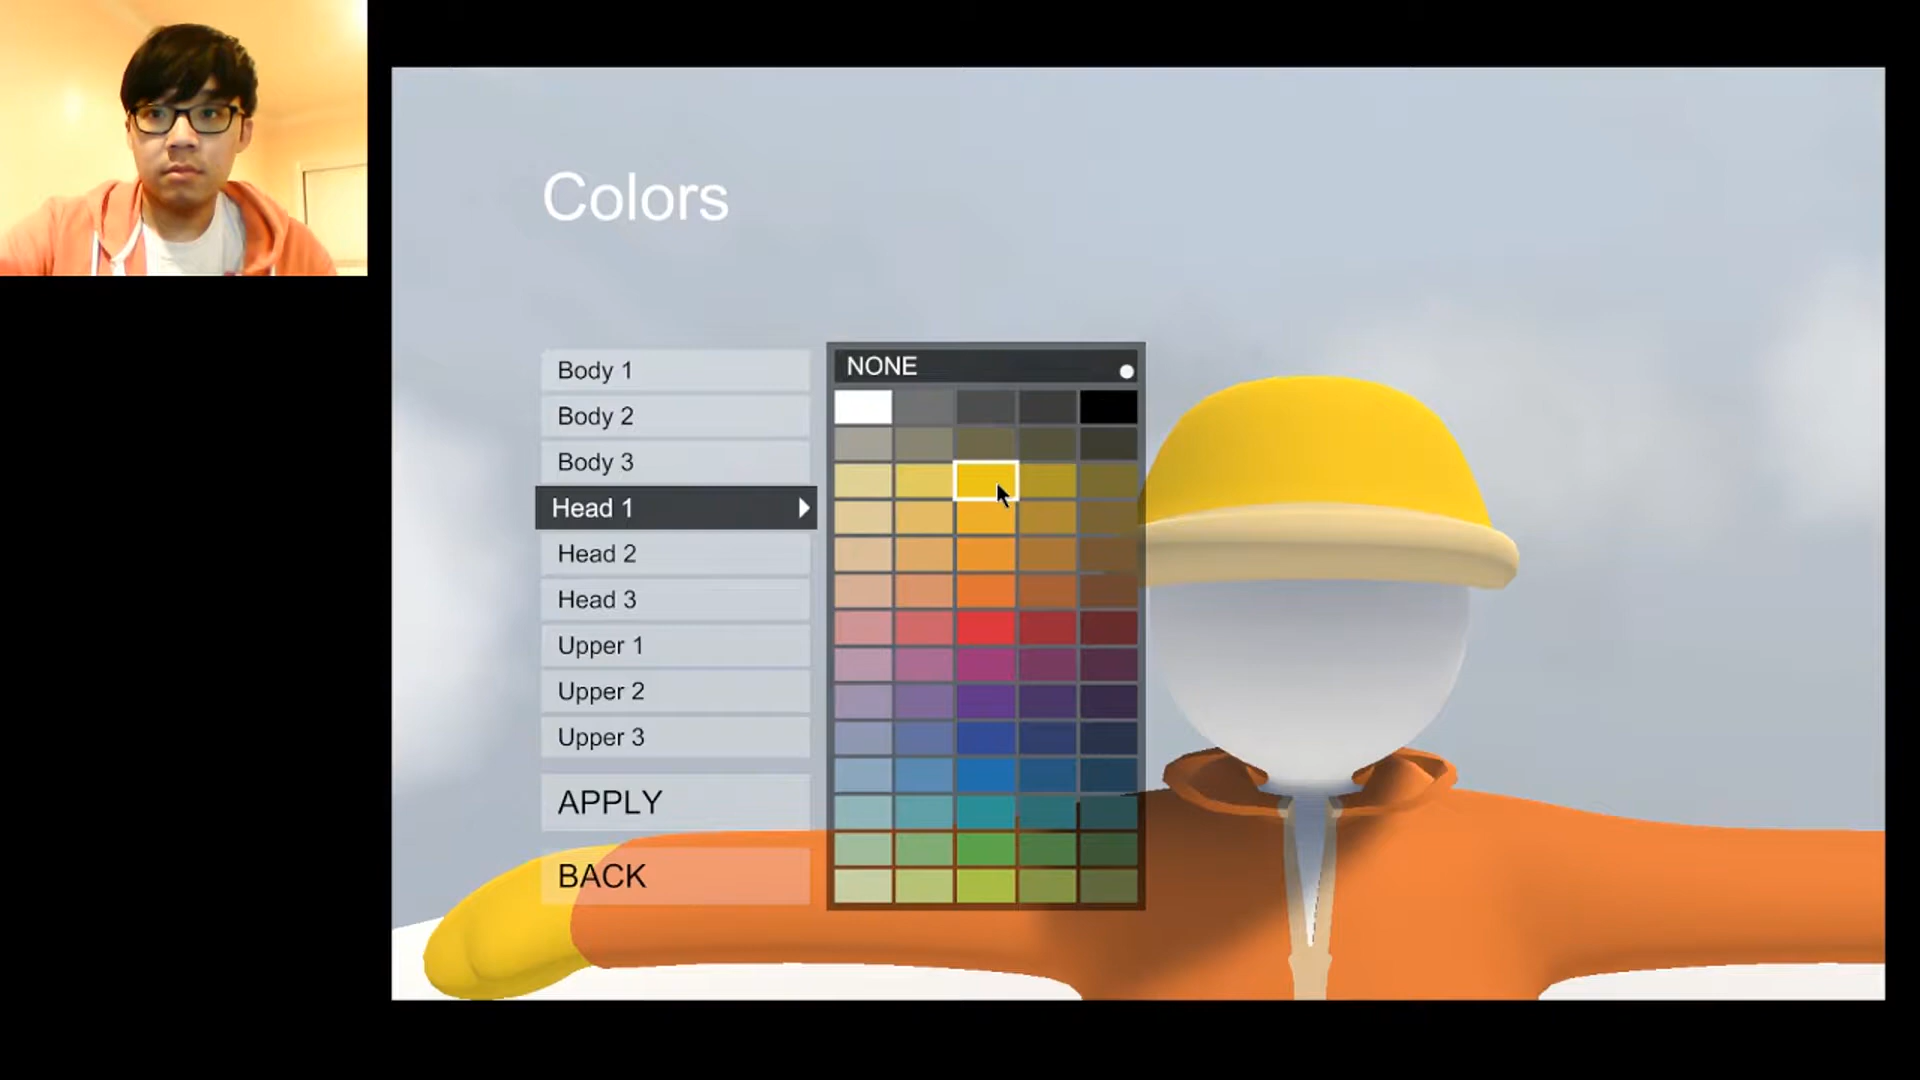 Colors
Body 1
Body 2
Body 3
Head 1
Head 2
Head 3
Upper 1
Upper 2
Upper 3
APPLY
BACK
NONE